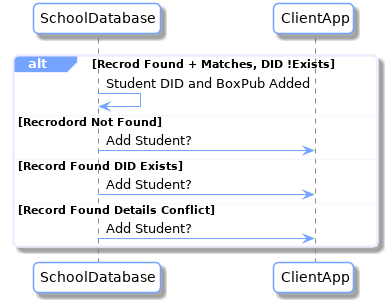 SchoolDatabase
ClientApp
alt
[Recrod Found + Matches, DID !Exists]
Student DID and BoxPub Added
[Recrodord Not Found]
Add Student?
[Record Found DID Exists]
Add Student?
[Record Found Details Conflict]
Add Student?
SchoolDatabase
ClientApp